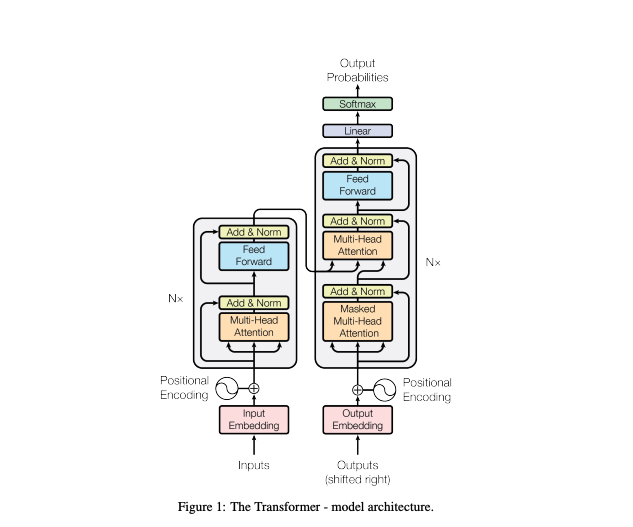 Output
Probabilities
Softmax
Linear
Add & Norm
Feed
Forward
Add & Norm
Multi-Head
Attention
Add & Norm
Masked
Multi-Head
Attention
Nx
Add & Norm
Feed
Forward
Add & Norm
Multi-Head
Attention
Nx
Positional
Encoding
Positional
Encoding
Input
Embedding
Output
Embedding
Inputs
Outputs
(shifted right)
Figure 1: The Transformer - model architecture.